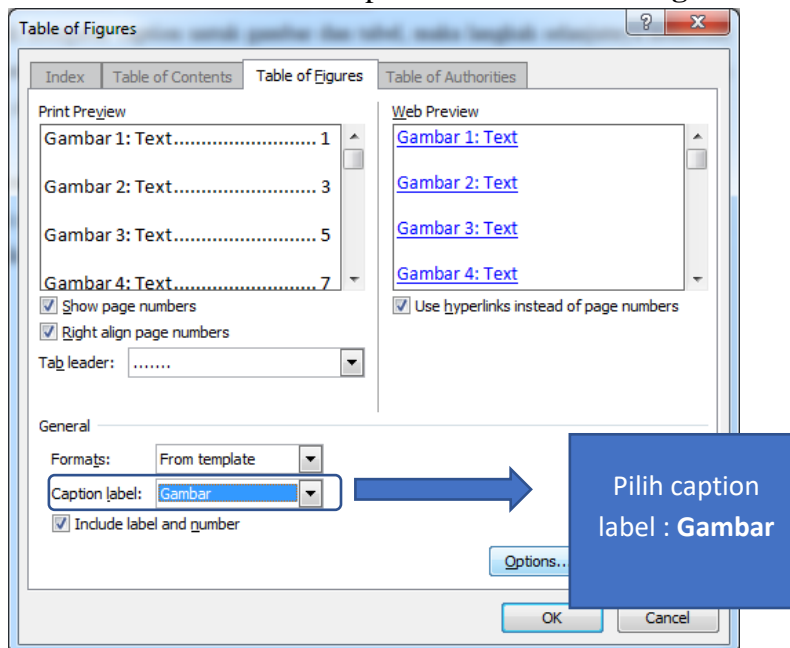 Table of Figures
Index
Table of Contents
Table of Figures
Table of Authorities
Print Preview
Gambar 1: Text............................ 1
Gambar 2: Text............................ 3
Gambar 3: Text............................ 5
Gambar 4: Text............................ 7
Show page numbers
Right align page numbers
Tab leader: .......
Web Preview
Gambar 1: Text
Gambar 2: Text
Gambar 3: Text
Gambar 4: Text
Use hyperlinks instead of page numbers
General
Formats: From template
Caption label: Gambar
Include label and number
Pilih caption
label : Gambar
Options...
OK
Cancel